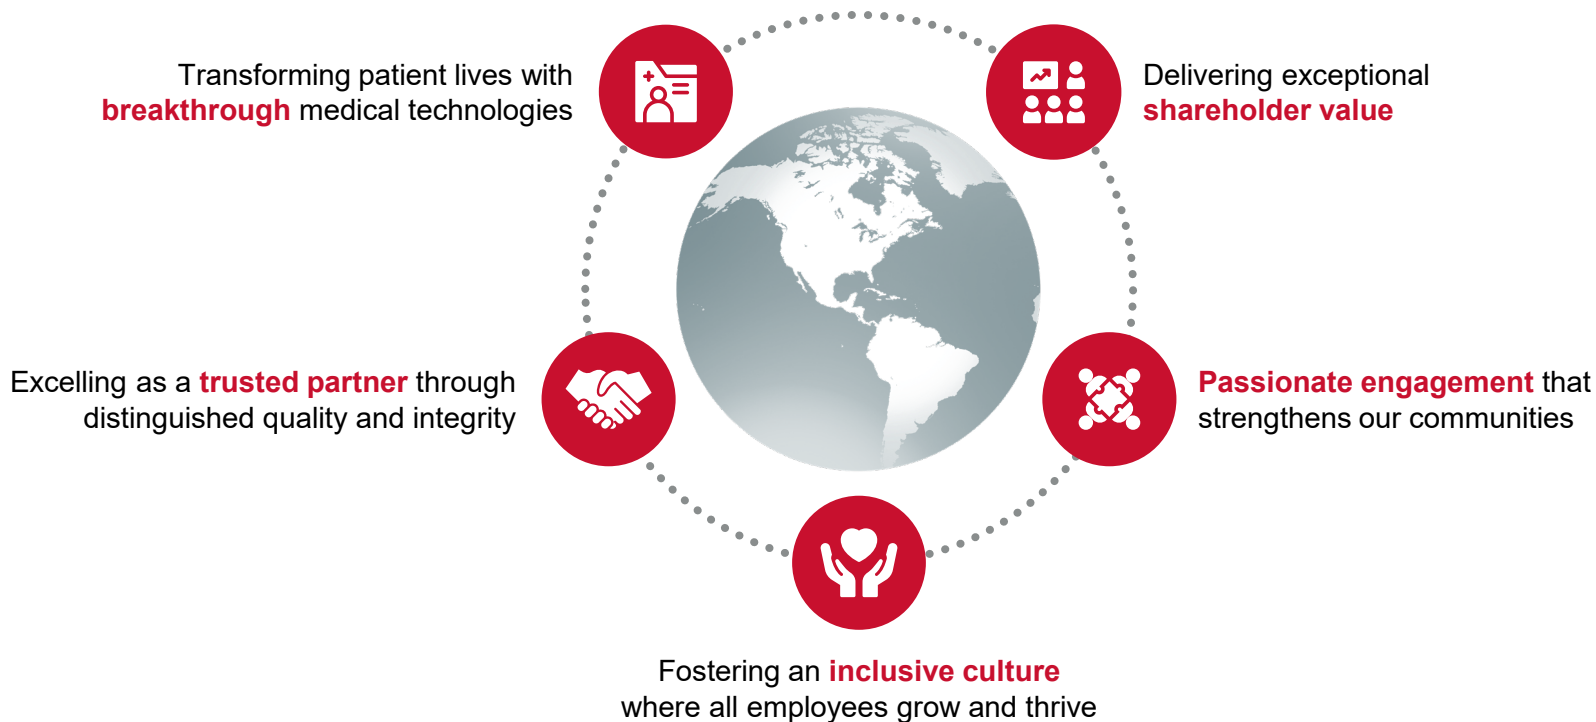 Transforming patient lives with
breakthrough medical technologies
Delivering exceptional
shareholder value
Excelling as a trusted partner through
distinguished quality and integrity
Passionate engagement that
strengthens our communities
Fostering an inclusive culture
where all employees grow and thrive